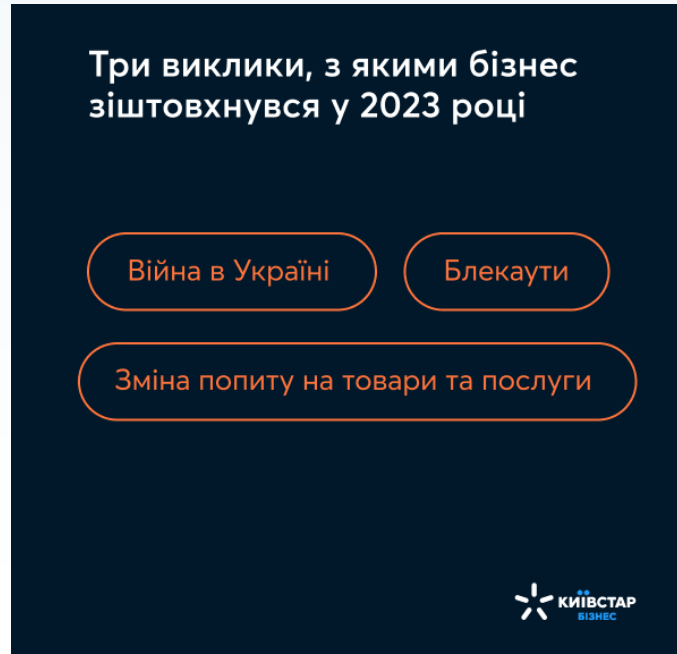 Три виклики, з якими бізнес
зіштовхнувся у 2023 році
Війна в Україні
Блекаути
Зміна попиту на товари та послуги
КИЇВСТАР
БІЗНЕС